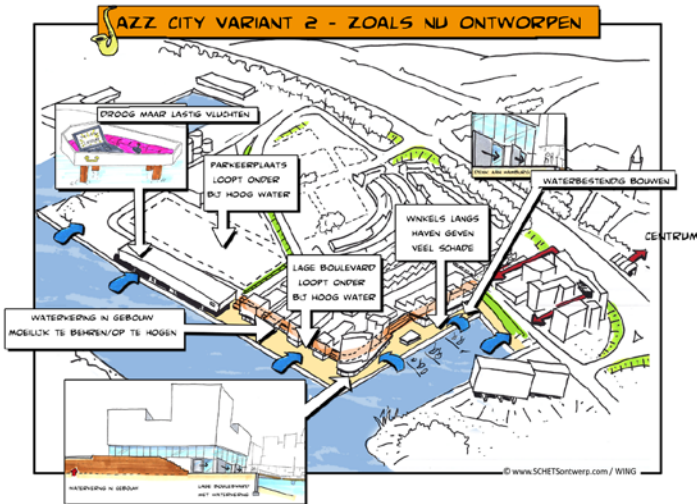 JAZZ CITY VARIANT 2 - ZOALS NU ONTWORPEN
DROOG MAAR LASTIG VLUCHTEN
PARKEERPLAATS
LOOPT ONDER
BIJ HOOG WATER
WATERBESTENDIG BOUWEN
WINKELS LANGS
HAVEN GEVEN
VEEL SCHADE
CENTRUM
LAGE BOULEVARD
LOOPT ONDER
BIJ HOOG WATER
WATERKERING IN GEBOUW
MOEILIJK TE BEHREN/OP TE HOGEN
WATERKERING IN GEBOUW
LAGE BOULEVARD
MET WATERKERING
© www.SCHETSontwerp.com / WING